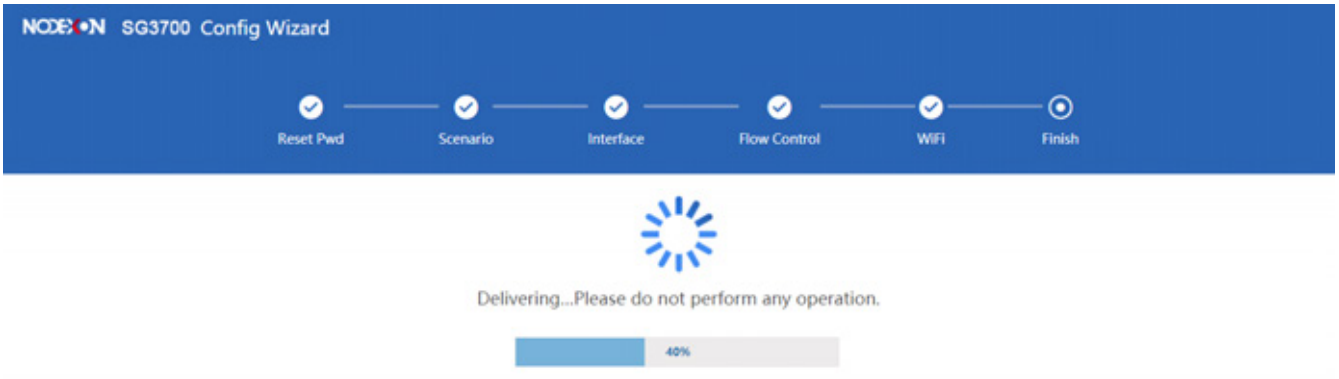 NODEXON SG3700 Config Wizard
Reset Pwd Scenario Interface Flow Control WiFi Finish
Delivering...Please do not perform any operation.
40%